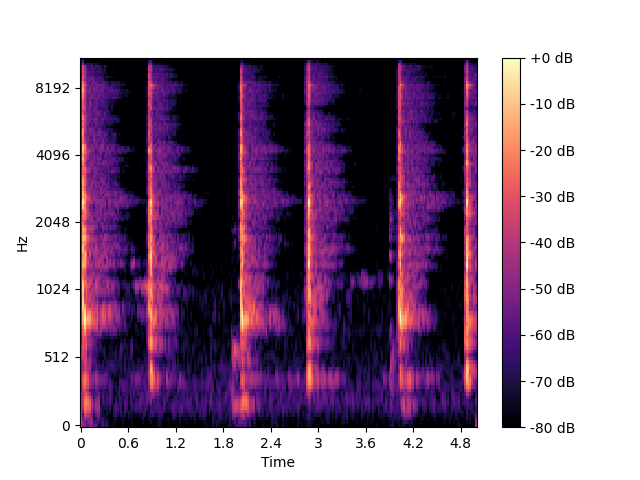 8192
4096
2048
1024
512
0
Hz
0 0.6 1.2 1.8 2.4 3 3.6 4.2 4.8
Time
+0 dB
-10 dB
-20 dB
-30 dB
-40 dB
-50 dB
-60 dB
-70 dB
-80 dB